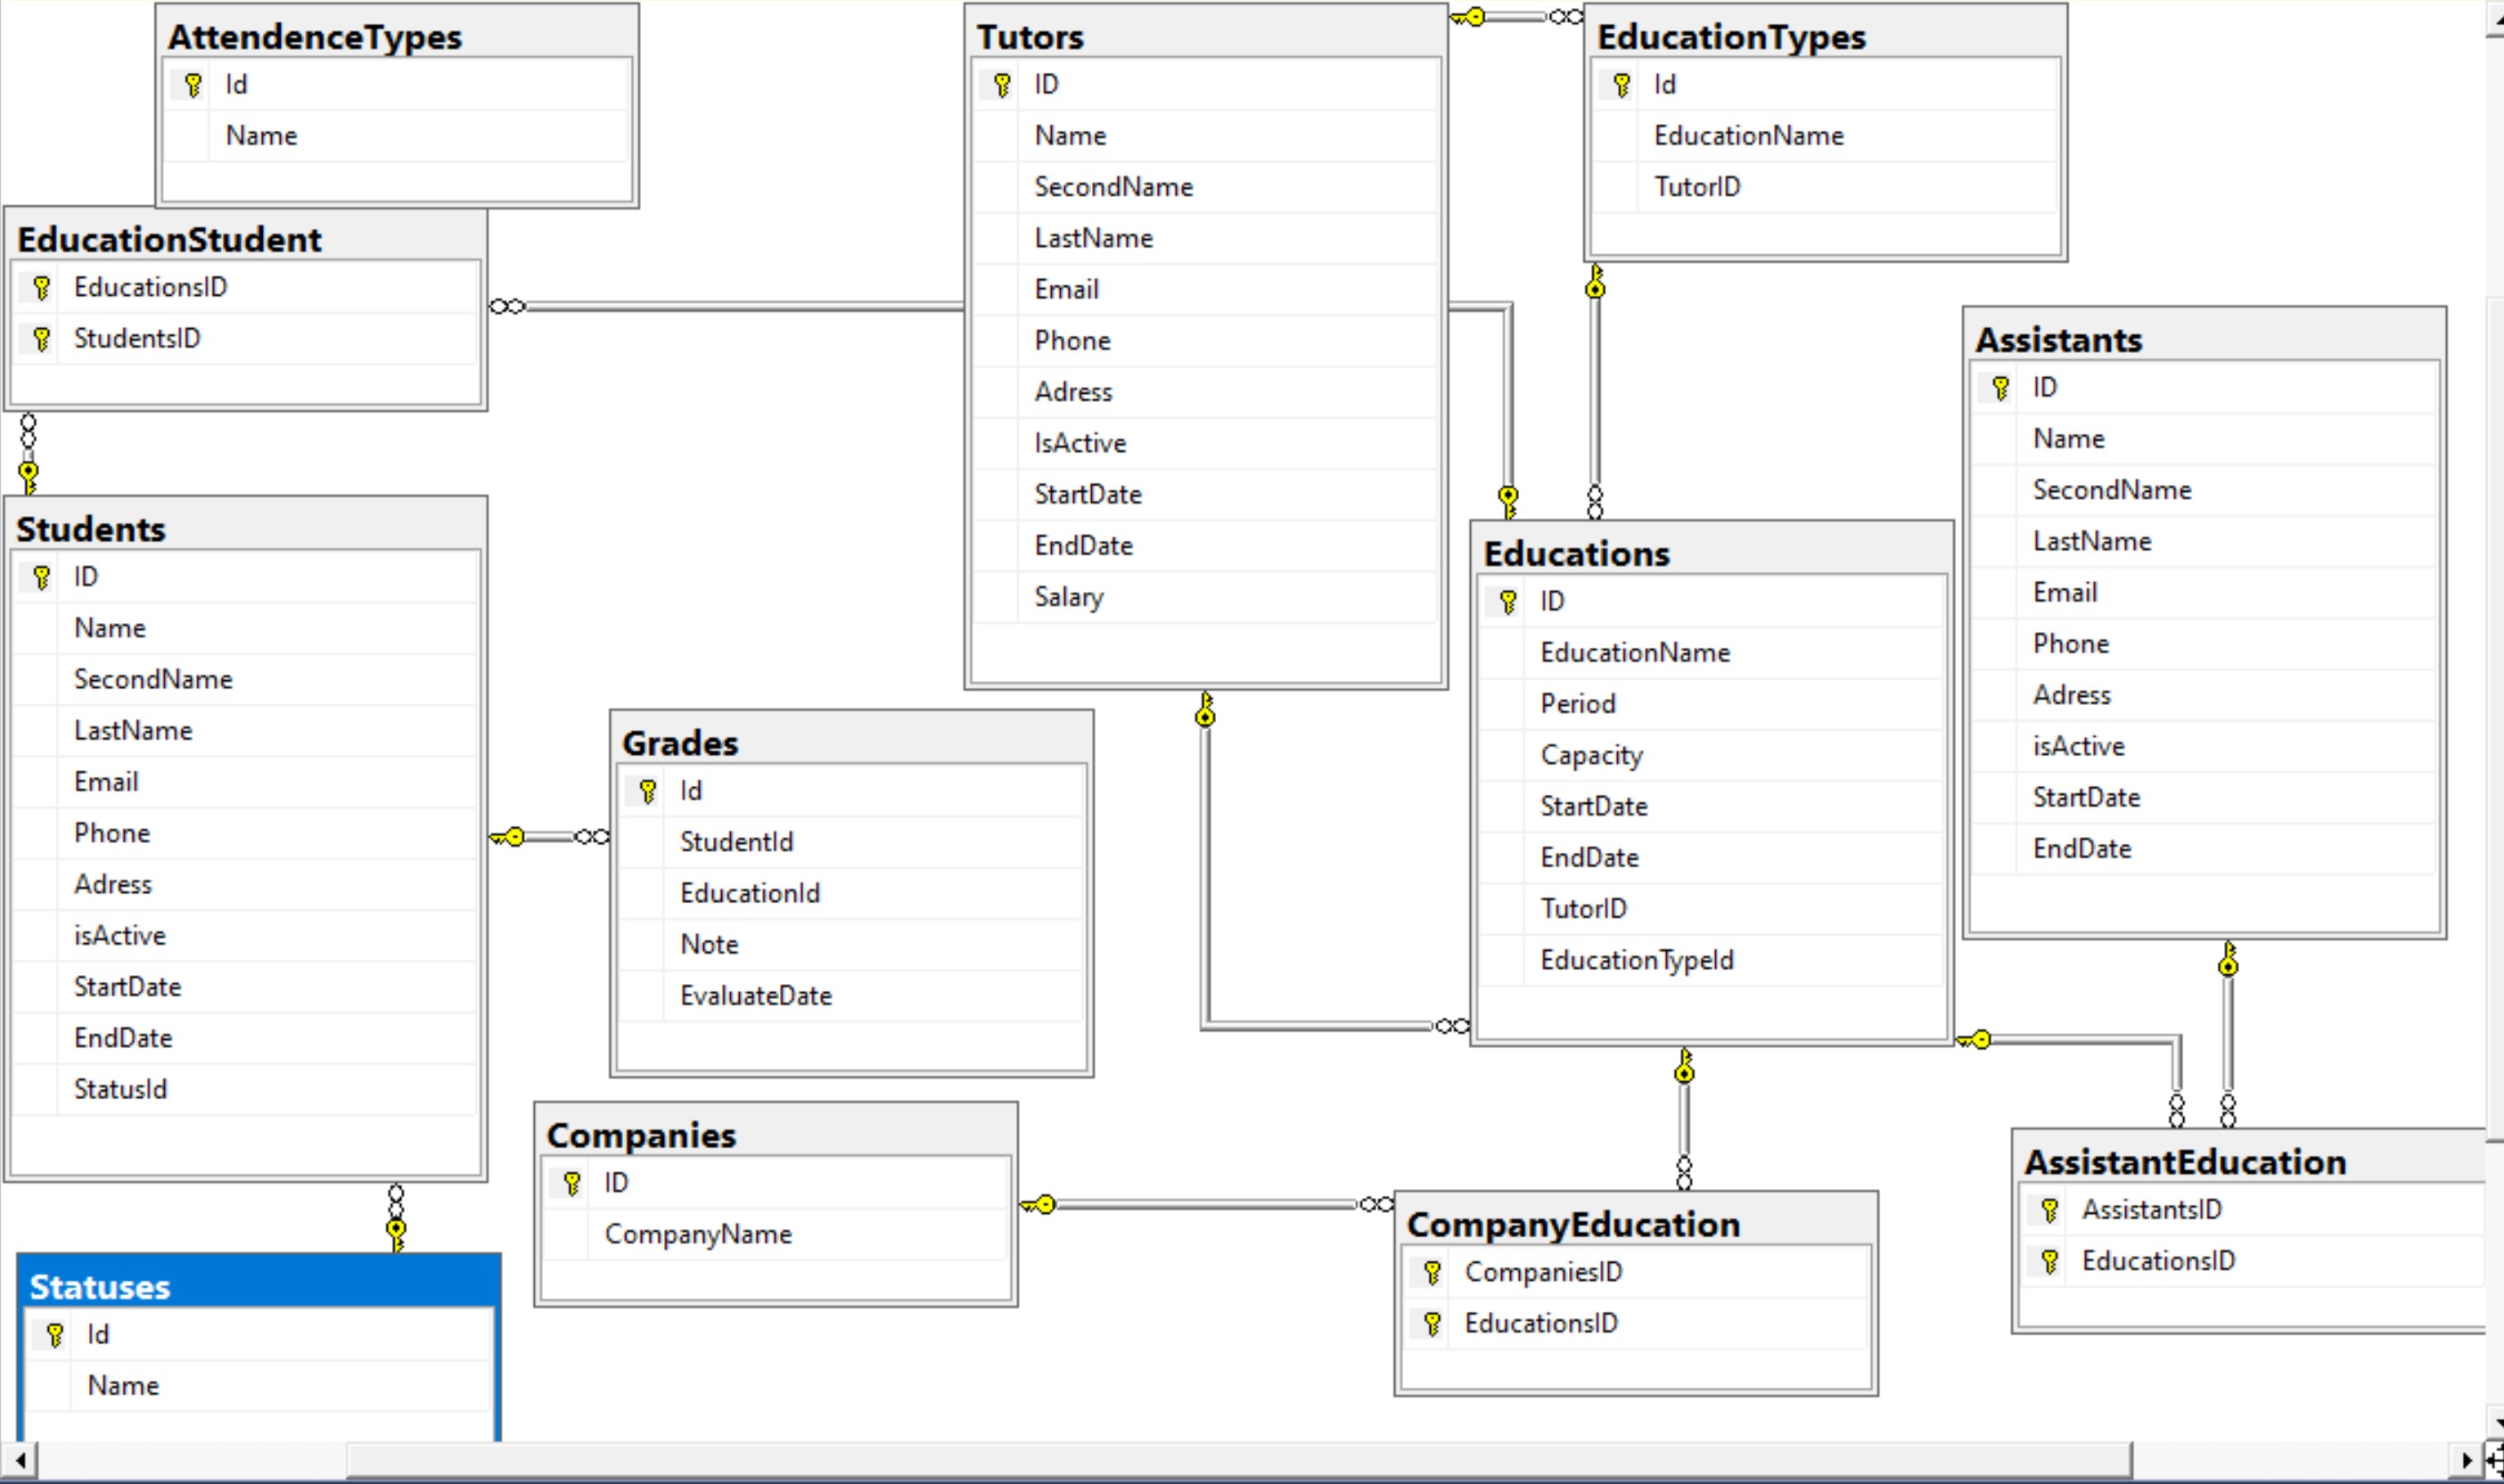 AttendenceTypes
Id
Name
EducationStudent
EducationsID
StudentsID
Students
ID
Name
SecondName
LastName
Email
Phone
Adress
isActive
StartDate
EndDate
StatusId
Statuses
Id
Name
Grades
Id
StudentId
EducationId
Note
EvaluateDate
Companies
ID
CompanyName
Tutors
ID
Name
SecondName
LastName
Email
Phone
Adress
IsActive
StartDate
EndDate
Salary
EducationTypes
Id
EducationName
TutorID
Educations
ID
EducationName
Period
Capacity
StartDate
EndDate
TutorID
EducationTypeId
CompanyEducation
CompaniesID
EducationsID
Assistants
ID
Name
SecondName
LastName
Email
Phone
Adress
isActive
StartDate
EndDate
AssistantEducation
AssistantsID
EducationsID